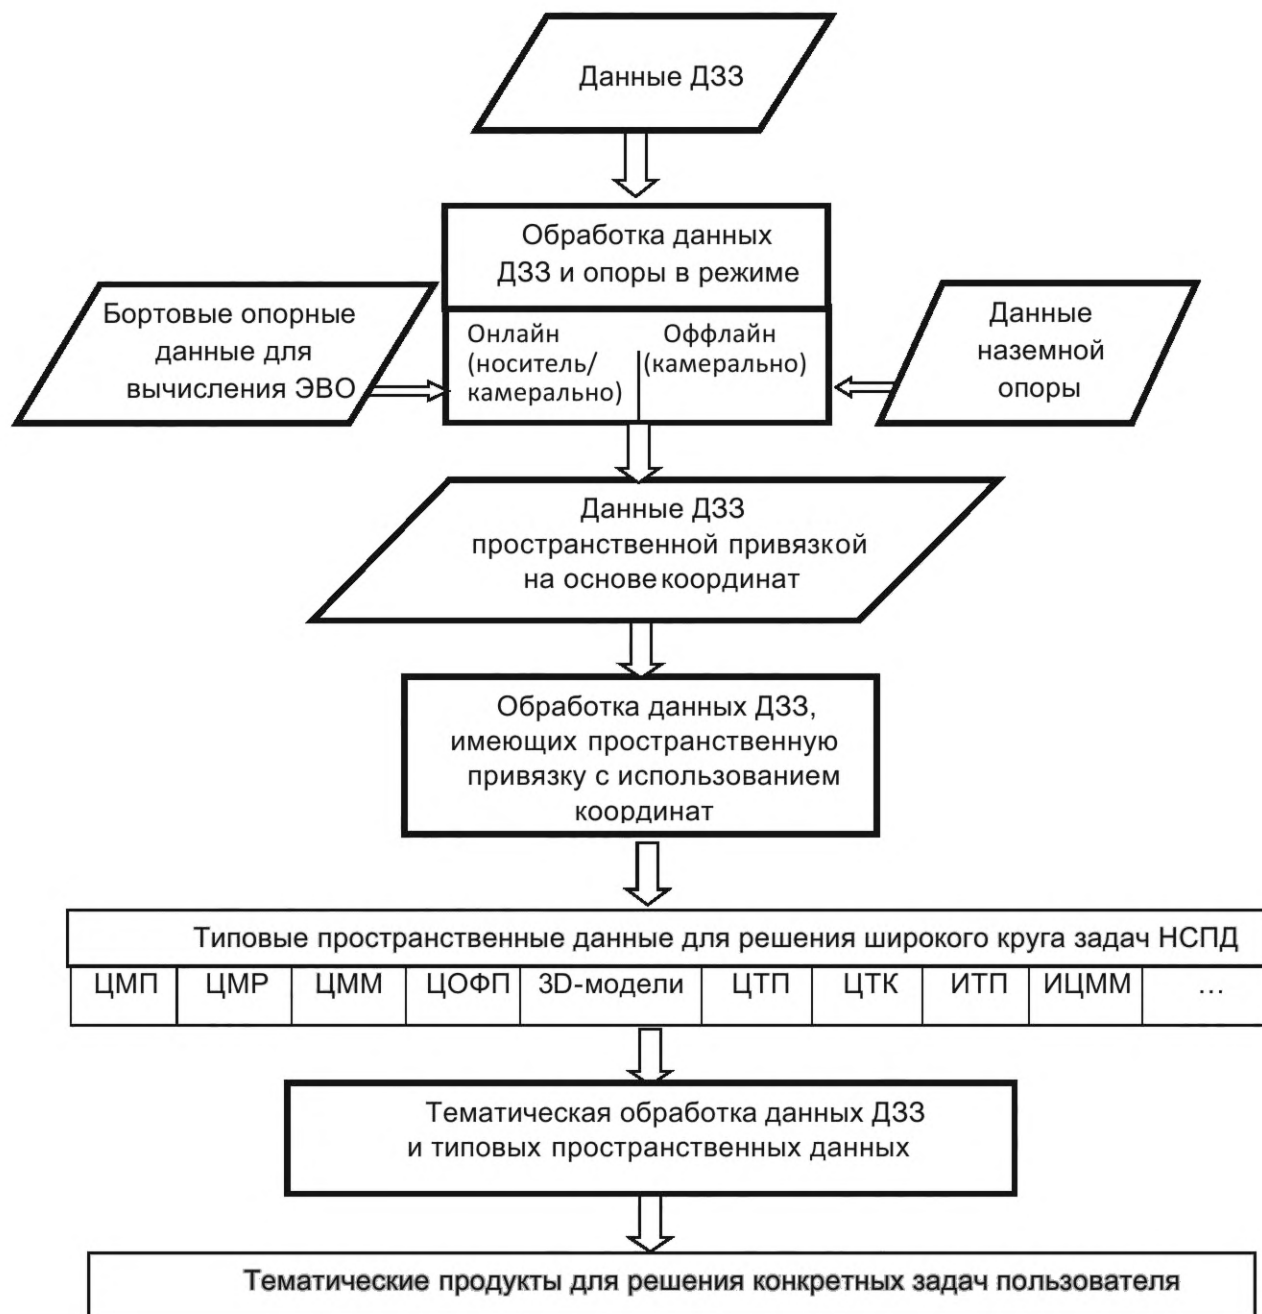 Данные ДЗЗ
Обработка данных
ДЗЗ и опоры в режиме
Бортовые опорные
данные для
вычисления ЭВО
Онлайн
(носитель/
камерально)
Оффлайн
(камерально)
Данные
наземной
опоры
Данные ДЗЗ
пространственной привязкой
на основе координат
Обработка данных ДЗЗ,
имеющих пространственную
привязку с использованием
координат
Типовые пространственные данные для решения широкого круга задач НСПД
ЦМП ЦМР ЦММ ЦОФП 3D-модели ЦТП ЦТК ИТП ИЦММ ...
Тематическая обработка данных ДЗЗ
и типовых пространственных данных
Тематические продукты для решения конкретных задач пользователя